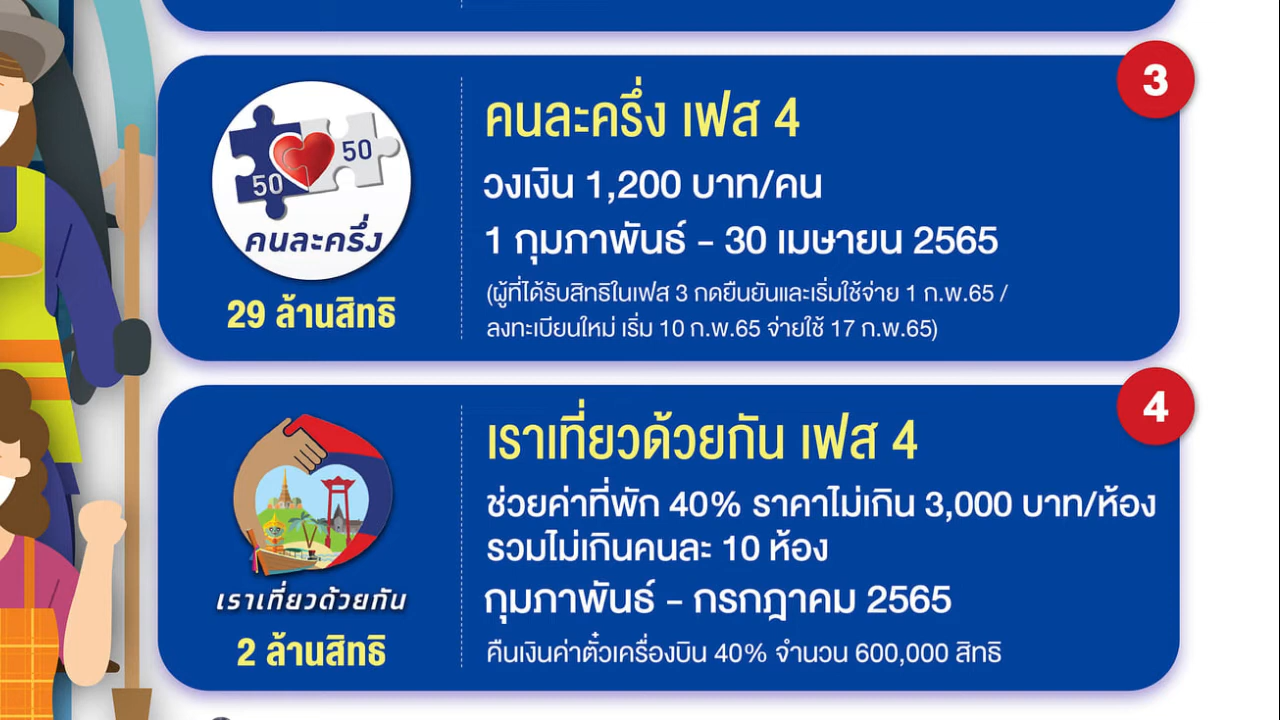 3
50
50
คนละครึ่ง
29 ล้านสิทธิ
คนละครึ่ง เฟส 4
วงเงิน 1,200 บาท/คน
1 กุมภาพันธ์ - 30 เมษายน 2565
(ผู้ที่ได้รับสิทธิในเฟส 3 กดยืนยันและเริ่มใช้จ่าย 1 ก.พ.65 /
ลงทะเบียนใหม่ เริ่ม 10 ก.พ.65 จ่ายใช้ 17 ก.พ.65)
4
เราเที่ยวด้วยกัน
2 ล้านสิทธิ
เราเที่ยวด้วยกัน เฟส 4
ช่วยค่าที่พัก 40% ราคาไม่เกิน 3,000 บาท/ห้อง
รวมไม่เกินคนละ 10 ห้อง
กุมภาพันธ์ - กรกฎาคม 2565
คืนเงินค่าตั๋วเครื่องบิน 40% จำนวน 600,000 สิทธิ